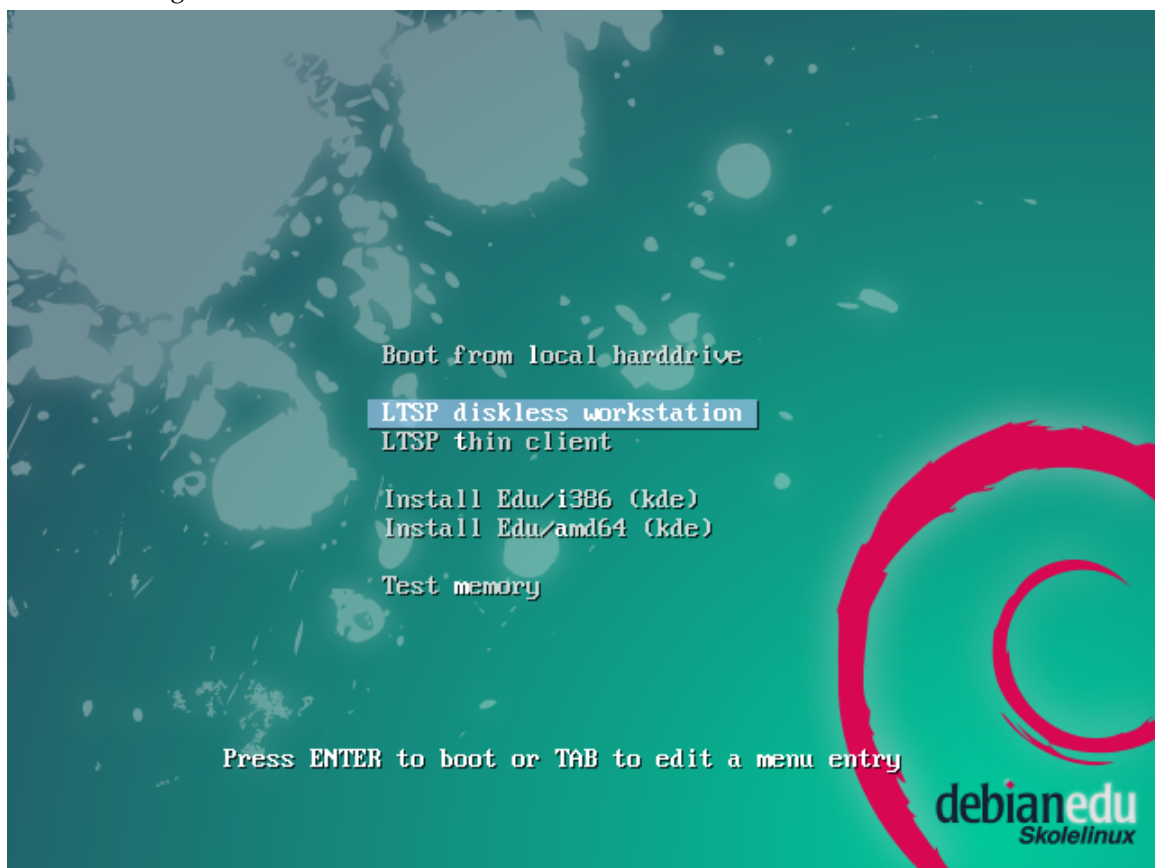 Boot from local harddrive
LTSP diskless workstation
LTSP thin client
Install Edu/i386 (kde)
Install Edu/amd64 (kde)
Test memory
Press ENTER to boot or TAB to edit a menu entry
debianedu
Skolelinux